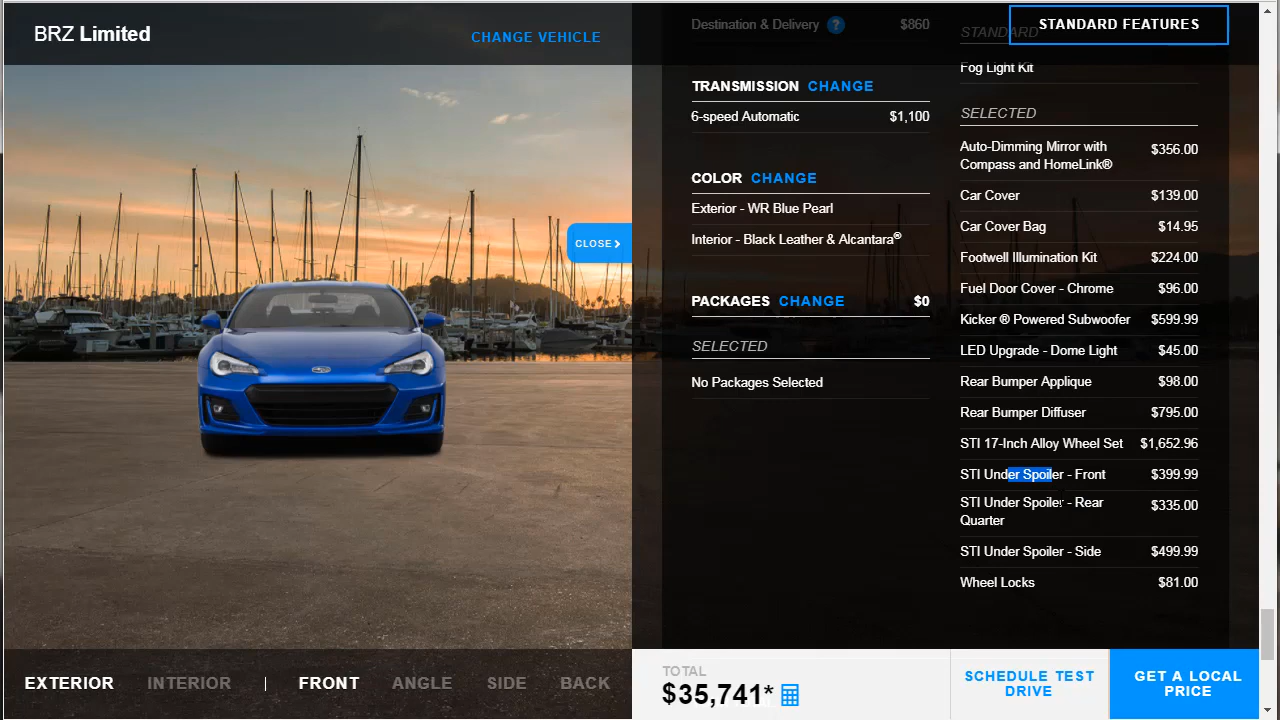 BRZ Limited
CHANGE VEHICLE
CLOSE
EXTERIOR INTERIOR | FRONT ANGLE SIDE BACK
Destination & Delivery ? $860
TRANSMISSION CHANGE
6-speed Automatic $1,100
COLOR CHANGE
Exterior - WR Blue Pearl
Interior - Black Leather & Alcantara®
PACKAGES CHANGE $0
SELECTED
No Packages Selected
STANDARD FEATURES
STANDARD
Fog Light Kit
SELECTED
Auto-Dimming Mirror with
Compass and HomeLink® $356.00
Car Cover $139.00
Car Cover Bag $14.95
Footwell Illumination Kit $224.00
Fuel Door Cover - Chrome $96.00
Kicker ® Powered Subwoofer $599.99
LED Upgrade - Dome Light $45.00
Rear Bumper Applique $98.00
Rear Bumper Diffuser $795.00
STI 17-Inch Alloy Wheel Set $1,652.96
STI Under Spoiler - Front $399.99
STI Under Spoiler - Rear
Quarter $335.00
STI Under Spoiler - Side $499.99
Wheel Locks $81.00
TOTAL
$35,741*
SCHEDULE TEST
DRIVE
GET A LOCAL
PRICE